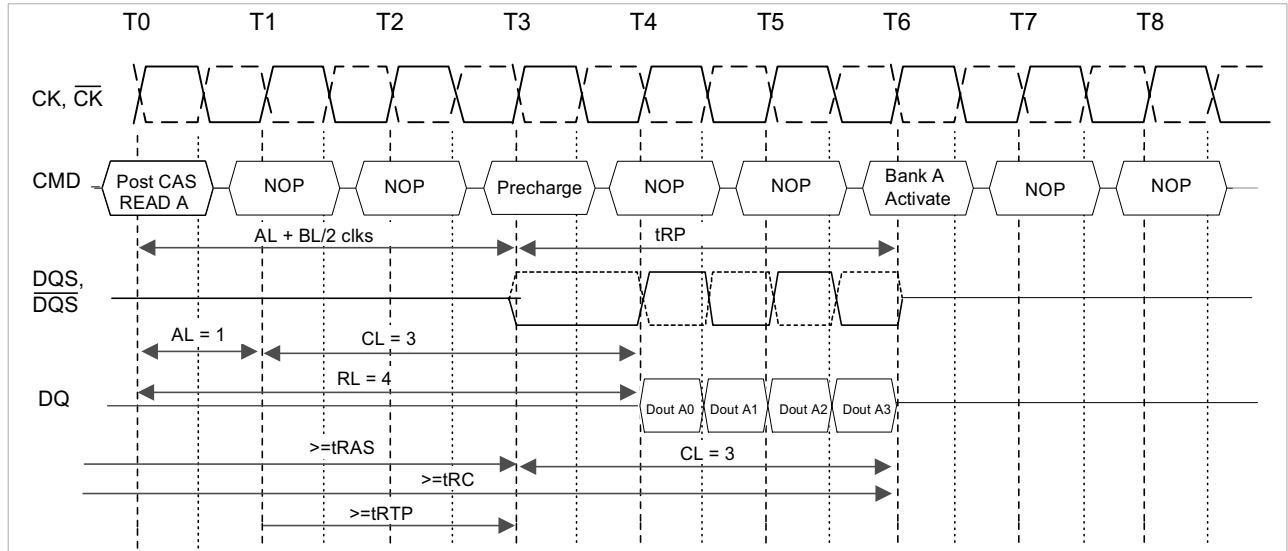 T0 T1 T2 T3 T4 T5 T6 T7 T8
CK, C̅K̅
CMD Post CAS READ A NOP NOP Precharge NOP NOP Bank A Activate NOP NOP
AL + BL/2 clks tRP
DQS,
D̅Q̅S̅
AL = 1 CL = 3
RL = 4
DQ Dout A0 Dout A1 Dout A2 Dout A3
>=tRAS CL = 3
>=tRC
>=tRTP